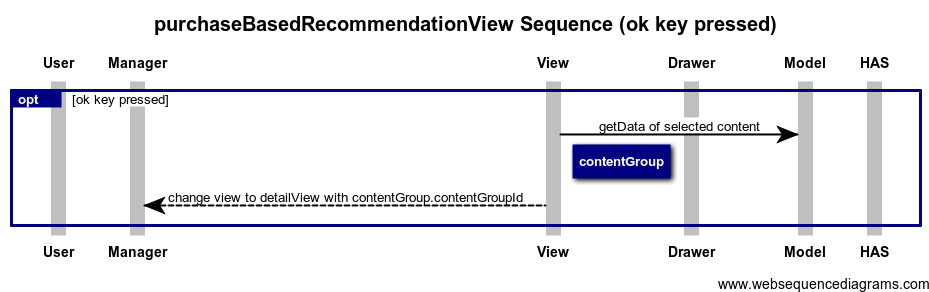 purchaseBasedRecommendationView Sequence (ok key pressed)
User Manager View Drawer Model HAS
opt [ok key pressed]
getData of selected content
contentGroup
change view to detailView with contentGroup.contentGroupId
User Manager View Drawer Model HAS
www.websequencediagrams.com